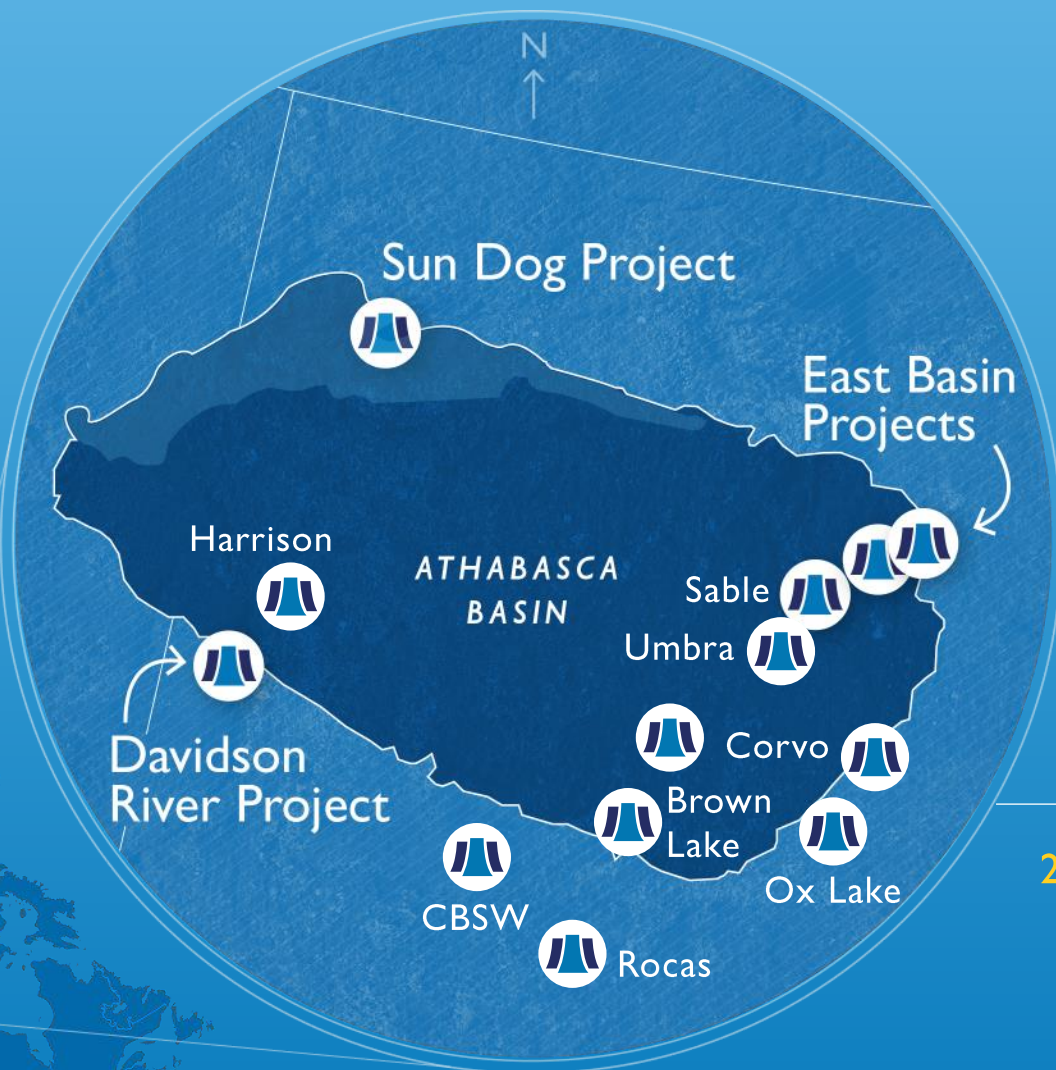 N
Sun Dog Project
East Basin
Projects
Harrison
ATHABASCA
BASIN
Sable
Umbra
Davidson
River Project
Corvo
Brown
Lake
Ox Lake
CBSW
Rocas
2